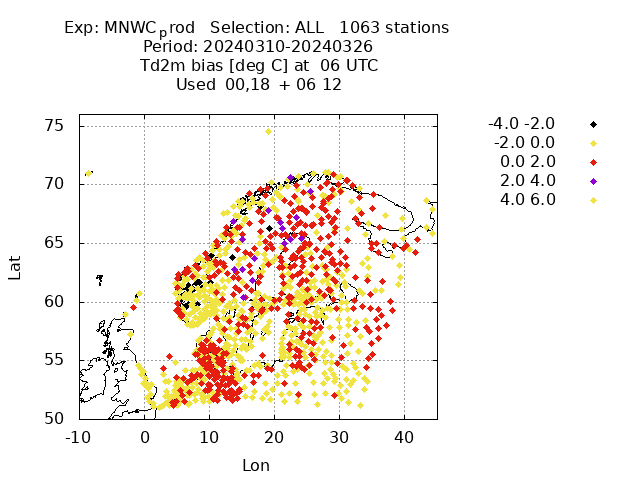 Exp: MNWCprod Selection: ALL 1063 stations
Period: 20240310-20240326
Td2m bias [deg C] at 06 UTC
Used 00,18 + 06 12
-4.0 -2.0
-2.0 0.0
0.0 2.0
2.0 4.0
4.0 6.0
75
70
65
60
55
50
Lat
-10 0 10 20 30 40
Lon